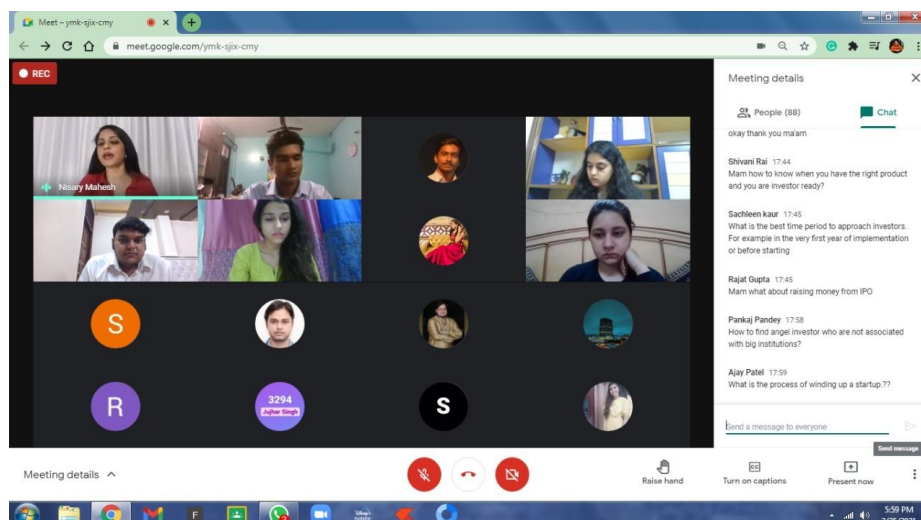 Meet – ymk-sjix-cmy
meet.google.com/ymk-sjix-cmy
REC
Nisary Mahesh
S
R
3294
Jujhar Singh
S
Meeting details
People (88)
Chat
okay thank you ma'am
Shivani Rai 17:44
Mam how to know when you have the right product
and you are investor ready?
Sachleen kaur 17:45
What is the best time period to approach investors.
For example in the very first year of implementation
or before starting
Rajat Gupta 17:45
Mam what about raising money from IPO
Pankaj Pandey 17:58
How to find angel investor who are not associated
with big institutions?
Ajay Patel 17:59
What is the process of winding up a startup.??
Send a message to everyone
Send message
Meeting details
Raise hand
CC
Turn on captions
Present now
F
5:59 PM